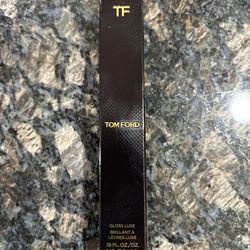 TF
TOM FORD
GLOSS LUXE
BRILLANT À
LÈVRES LUXE
.19 FL. OZ./OZ.